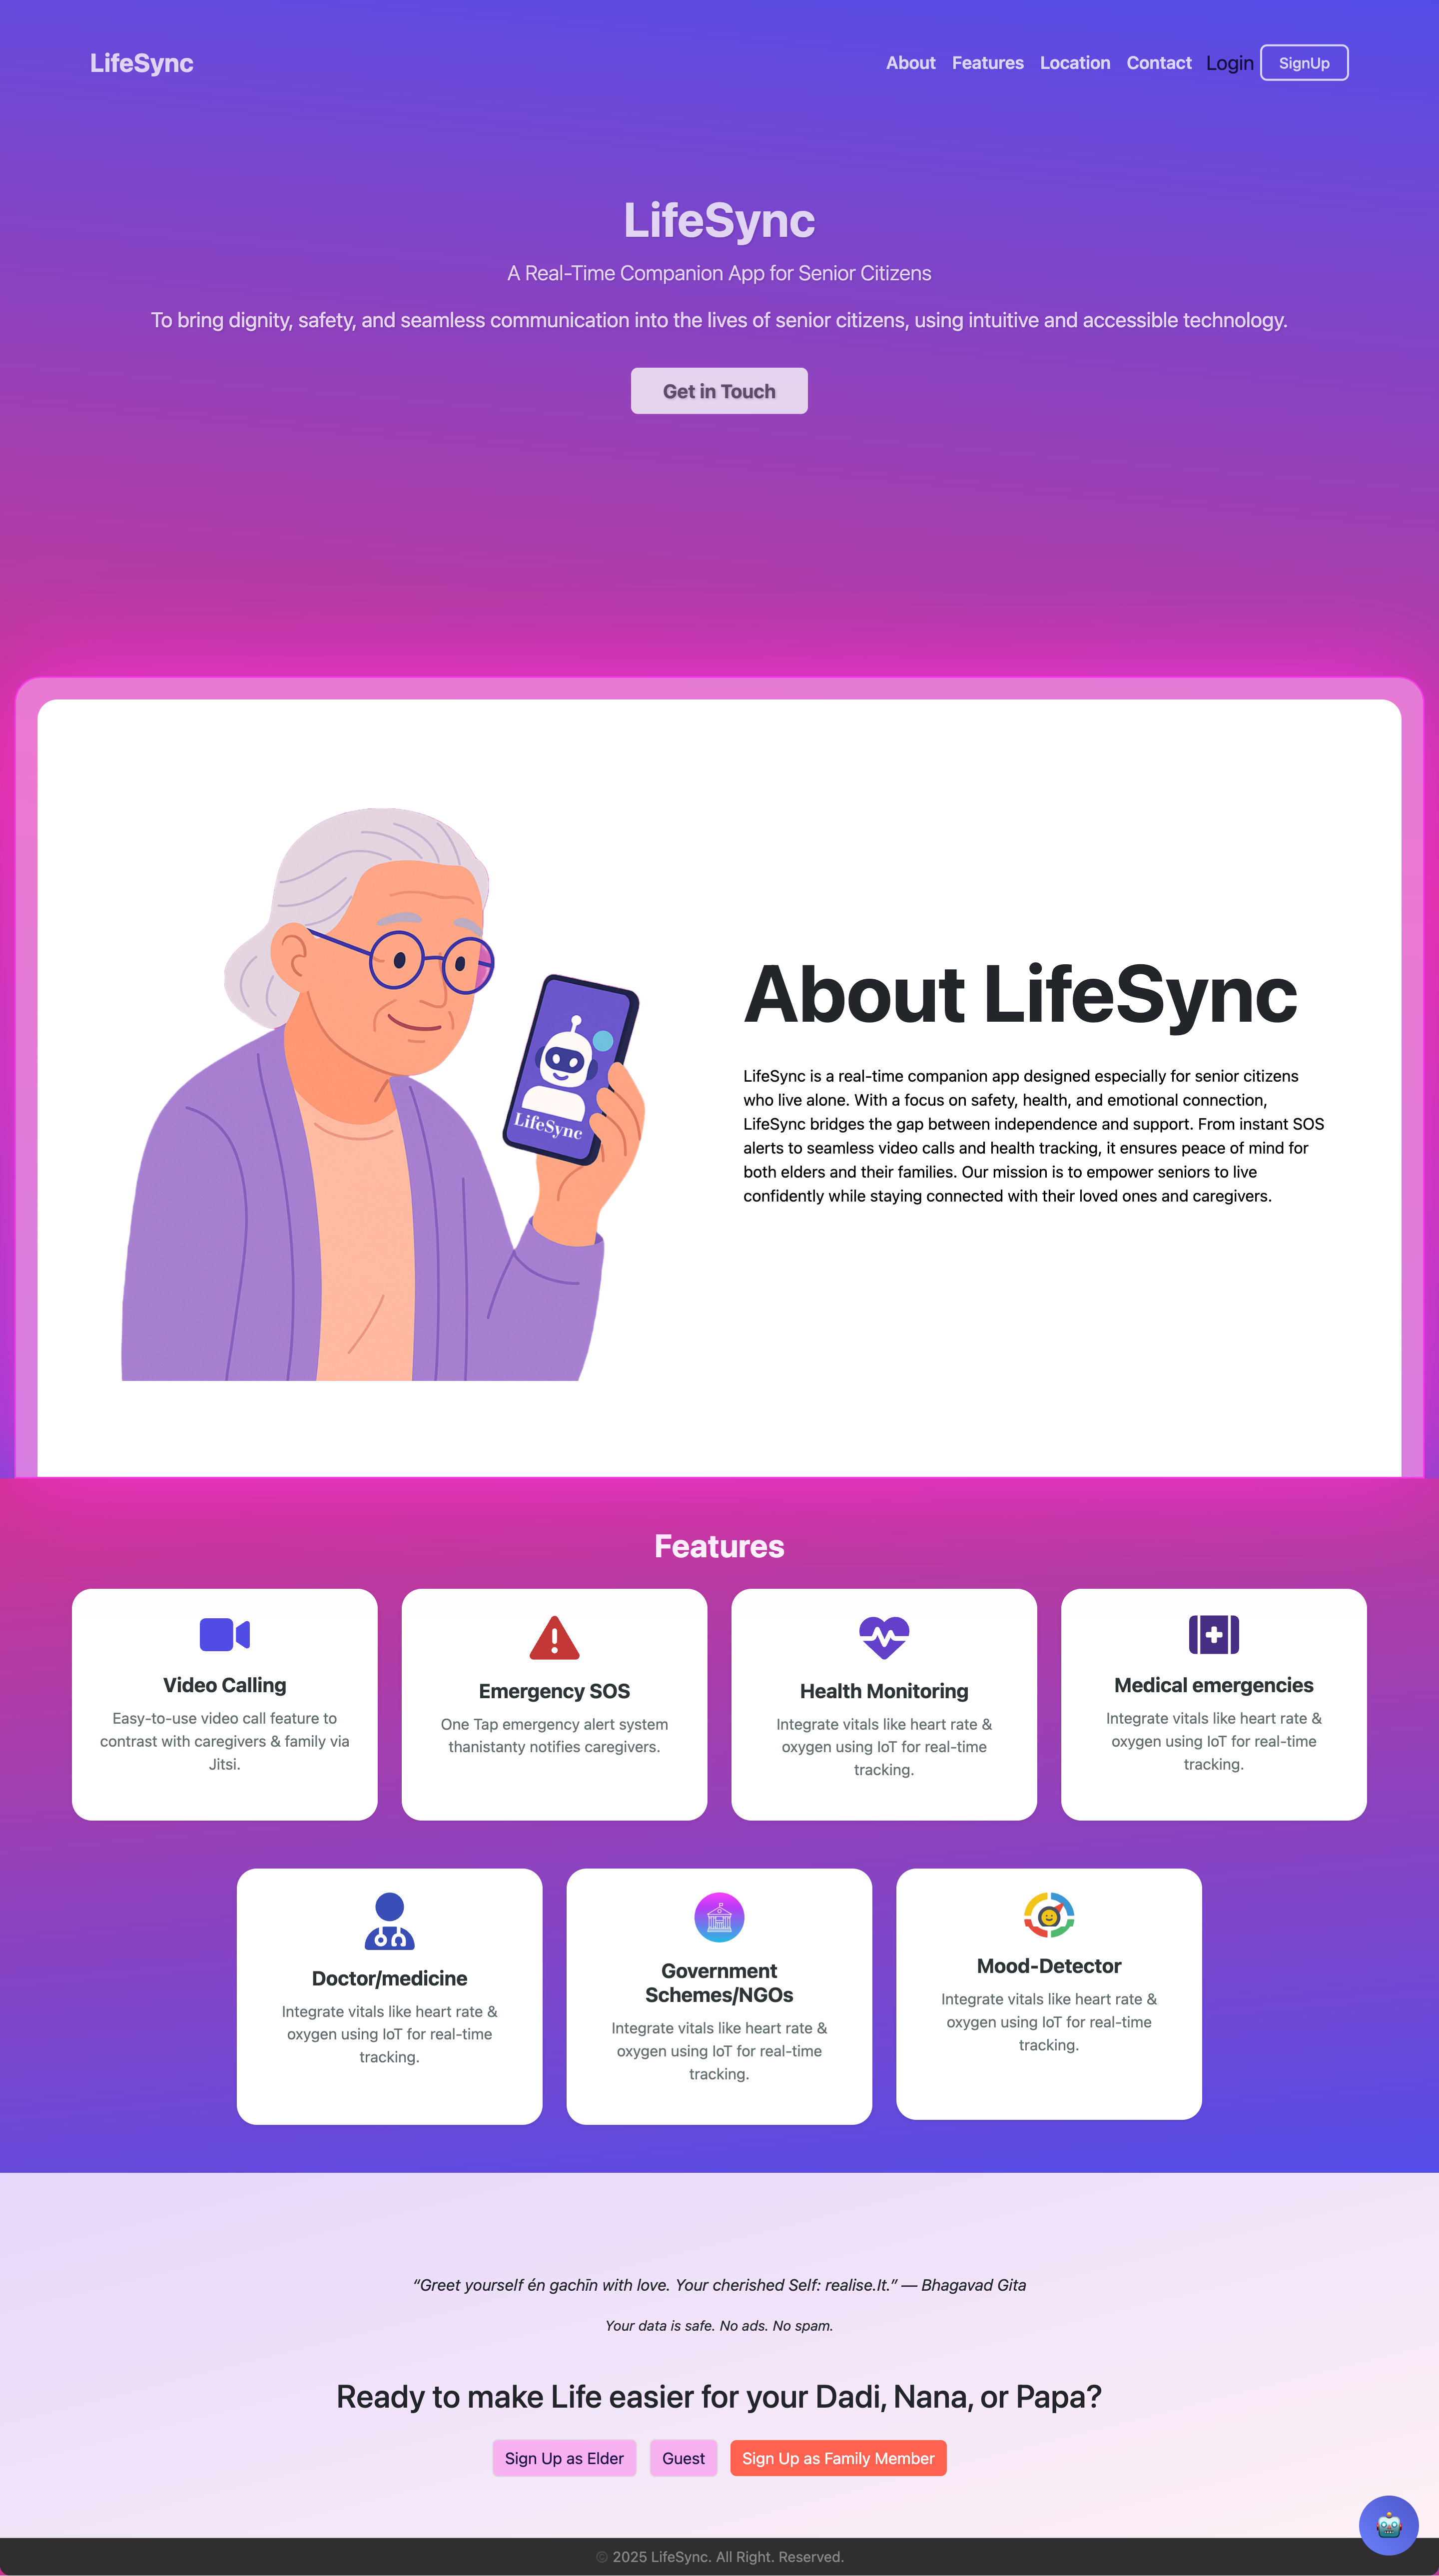 LifeSync
About Features Location Contact Login SignUp
LifeSync
A Real-Time Companion App for Senior Citizens
To bring dignity, safety, and seamless communication into the lives of senior citizens, using intuitive and accessible technology.
Get in Touch
LifeSync
About LifeSync
LifeSync is a real-time companion app designed especially for senior citizens
who live alone. With a focus on safety, health, and emotional connection,
LifeSync bridges the gap between independence and support. From instant SOS
alerts to seamless video calls and health tracking, it ensures peace of mind for
both elders and their families. Our mission is to empower seniors to live
confidently while staying connected with their loved ones and caregivers.
Features
Video Calling
Easy-to-use video call feature to
contrast with caregivers & family via
Jitsi.
Emergency SOS
One Tap emergency alert system
thanistanty notifies caregivers.
Health Monitoring
Integrate vitals like heart rate &
oxygen using IoT for real-time
tracking.
Medical emergencies
Integrate vitals like heart rate &
oxygen using IoT for real-time
tracking.
Doctor/medicine
Integrate vitals like heart rate &
oxygen using IoT for real-time
tracking.
Government
Schemes/NGOs
Integrate vitals like heart rate &
oxygen using IoT for real-time
tracking.
Mood-Detector
Integrate vitals like heart rate &
oxygen using IoT for real-time
tracking.
“Greet yourself én gachīn with love. Your cherished Self: realise.It.” — Bhagavad Gita
Your data is safe. No ads. No spam.
Ready to make Life easier for your Dadi, Nana, or Papa?
Sign Up as Elder Guest Sign Up as Family Member
© 2025 LifeSync. All Right. Reserved.